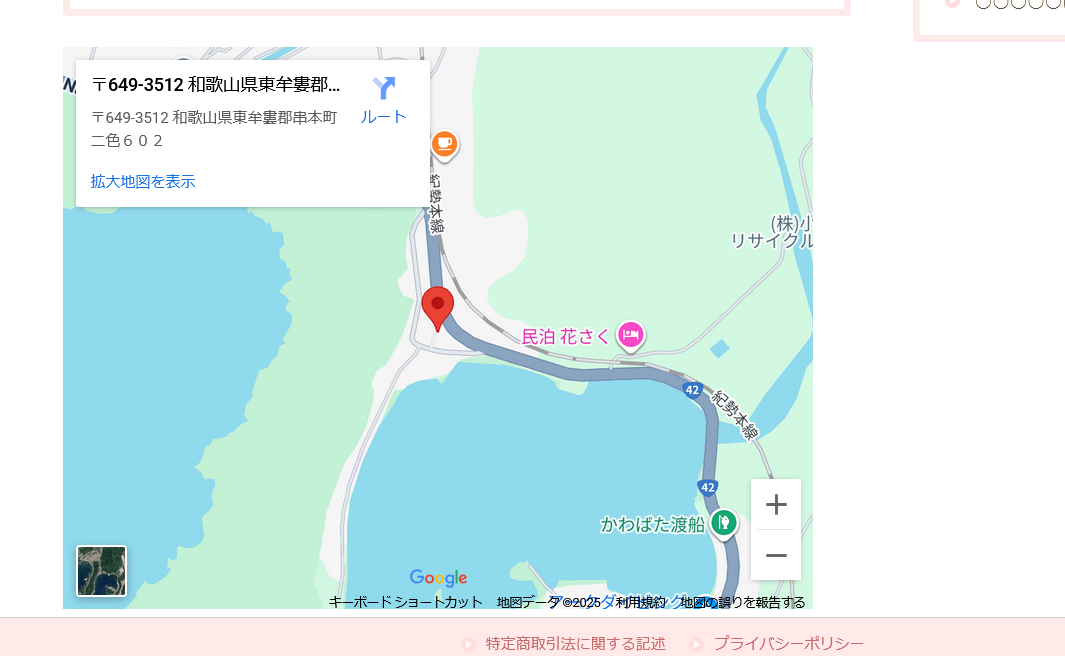 〒649-3512 和歌山県東牟婁郡...
〒649-3512 和歌山県東牟婁郡串本町
二色６０２
ルート
拡大地図を表示
紀勢本線
(株)小
リサイクル
民泊 花さく
42
紀勢本線
42
かわばた渡船
Google
キーボード ショートカット 地図データ ©2025 利用規約 地図の誤りを報告する
特定商取引法に関する記述 プライバシーポリシー